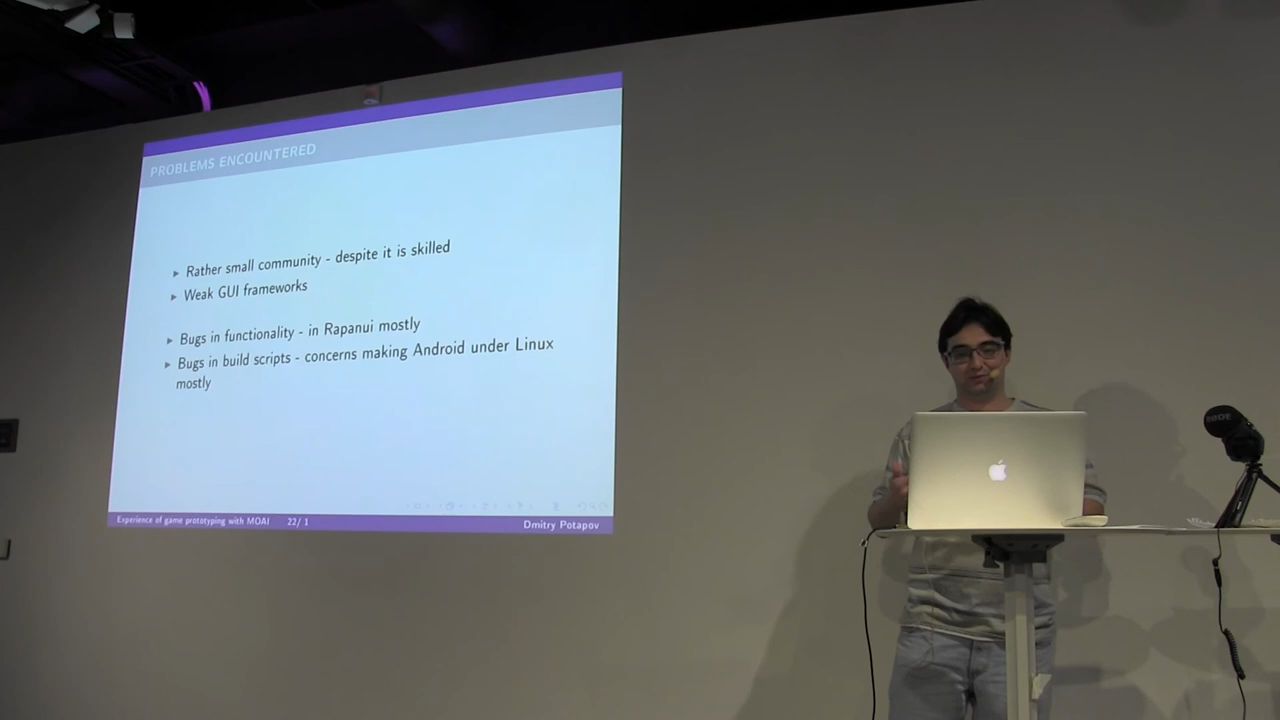 PROBLEMS ENCOUNTERED
▶ Rather small community - despite it is skilled
▶ Weak GUI frameworks
▶ Bugs in functionality - in Rapanui mostly
▶ Bugs in build scripts - concerns making Android under Linux
mostly
Experience of game prototyping with MOAI 22/ 1 Dmitry Potapov
RØDE